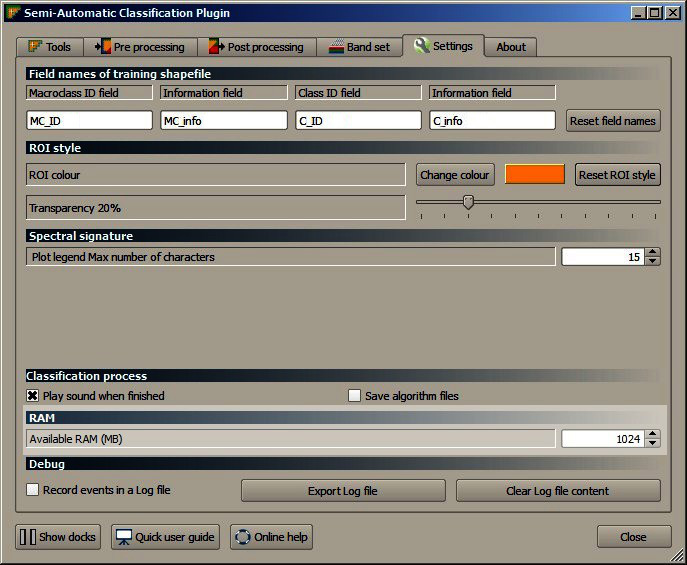 Semi-Automatic Classification Plugin
Tools Pre processing Post processing Band set Settings About
Field names of training shapefile
Macroclass ID field Information field Class ID field Information field
MC_ID MC_info C_ID C_info Reset field names
ROI style
ROI colour Change colour Reset ROI style
Transparency 20%
Spectral signature
Plot legend Max number of characters 15
Classification process
Play sound when finished Save algorithm files
RAM
Available RAM (MB) 1024
Debug
Record events in a Log file Export Log file Clear Log file content
Show docks Quick user guide Online help Close